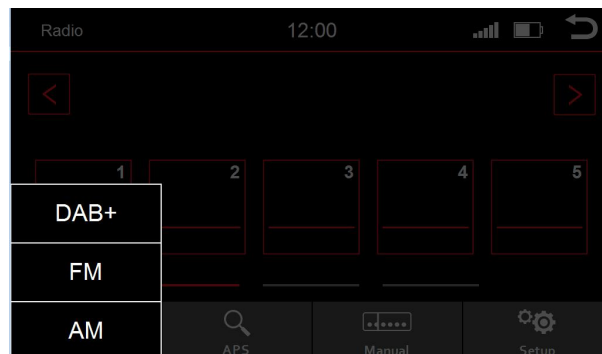 Radio 12:00
1 2 3 4 5
DAB+
FM
AM
APS Manual Setup